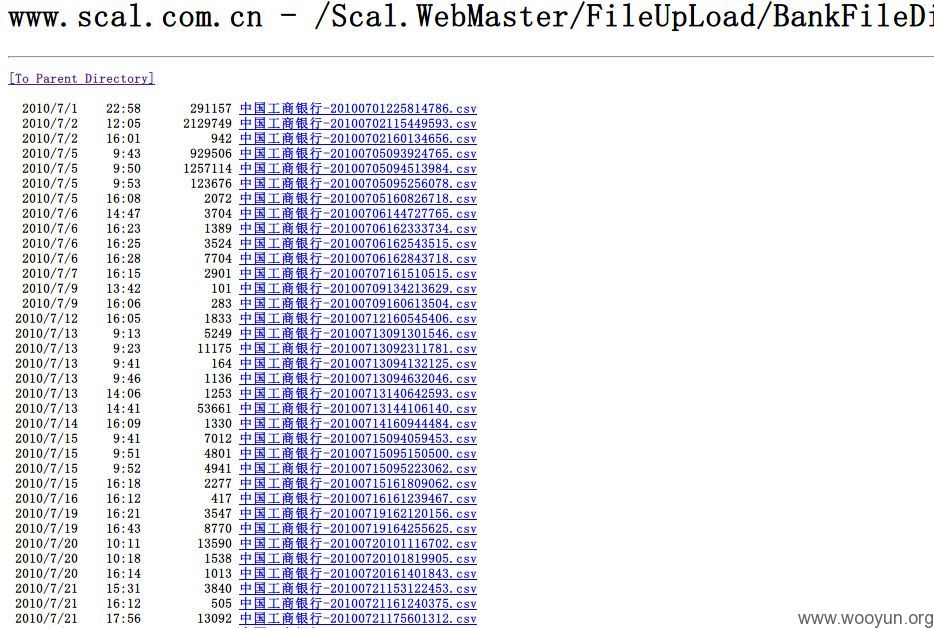 www.scal.com.cn - /Scal.WebMaster/FileUpLoad/BankFileDi
[To Parent Directory]
2010/7/1 22:58 291157 中国工商银行-20100701225814786.csv
2010/7/2 12:05 2129749 中国工商银行-20100702115449593.csv
2010/7/2 16:01 942 中国工商银行-20100702160134656.csv
2010/7/5 9:43 929506 中国工商银行-20100705093924765.csv
2010/7/5 9:50 1257114 中国工商银行-20100705094513984.csv
2010/7/5 9:53 123676 中国工商银行-20100705095256078.csv
2010/7/5 16:08 2072 中国工商银行-20100705160826718.csv
2010/7/6 14:47 3704 中国工商银行-20100706144727765.csv
2010/7/6 16:23 1389 中国工商银行-20100706162333734.csv
2010/7/6 16:25 3524 中国工商银行-20100706162543515.csv
2010/7/6 16:28 7704 中国工商银行-20100706162843718.csv
2010/7/7 16:15 2901 中国工商银行-20100707161510515.csv
2010/7/9 13:42 101 中国工商银行-20100709134213629.csv
2010/7/9 16:06 283 中国工商银行-20100709160613504.csv
2010/7/12 16:05 1833 中国工商银行-20100712160545406.csv
2010/7/13 9:13 5249 中国工商银行-20100713091301546.csv
2010/7/13 9:23 11175 中国工商银行-20100713092311781.csv
2010/7/13 9:41 164 中国工商银行-20100713094132125.csv
2010/7/13 9:46 1136 中国工商银行-20100713094632046.csv
2010/7/13 14:06 1253 中国工商银行-20100713140642593.csv
2010/7/13 14:41 53661 中国工商银行-20100713144106140.csv
2010/7/14 16:09 1330 中国工商银行-20100714160944484.csv
2010/7/15 9:41 7012 中国工商银行-20100715094059453.csv
2010/7/15 9:51 4801 中国工商银行-20100715095150500.csv
2010/7/15 9:52 4941 中国工商银行-20100715095223062.csv
2010/7/15 16:18 2277 中国工商银行-20100715161809062.csv
2010/7/16 16:12 417 中国工商银行-20100716161239467.csv
2010/7/19 16:21 3547 中国工商银行-20100719162120156.csv
2010/7/19 16:43 8770 中国工商银行-20100719164255625.csv
2010/7/20 10:11 13590 中国工商银行-20100720101116702.csv
2010/7/20 10:18 1538 中国工商银行-20100720101819905.csv
2010/7/20 16:14 1013 中国工商银行-20100720161401843.csv
2010/7/21 15:31 3840 中国工商银行-20100721153122453.csv
2010/7/21 16:12 505 中国工商银行-20100721161240375.csv
2010/7/21 17:56 13092 中国工商银行-20100721175601312.csv
www.wooyun.org